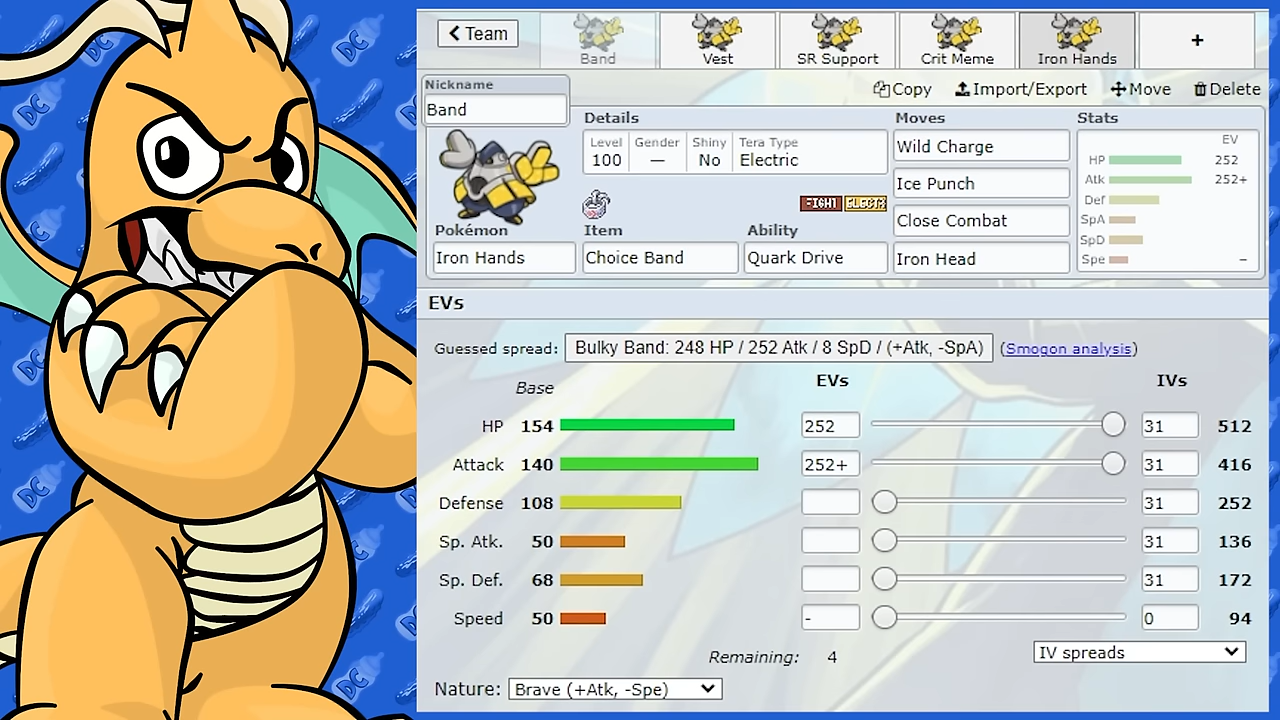 DC
Team
Band
Vest
SR Support
Crit Meme
Iron Hands
+
Copy
Import/Export
Move
Delete
Nickname
Band
Details
Level
Gender
Shiny
Tera Type
100
—
No
Electric
FIGHT ELECTR
Pokémon
Iron Hands
Item
Choice Band
Ability
Quark Drive
Moves
Wild Charge
Ice Punch
Close Combat
Iron Head
Stats
EV
HP 252
Atk 252+
Def
SpA
SpD
Spe –
EVs
Guessed spread: Bulky Band: 248 HP / 252 Atk / 8 SpD / (+Atk, -SpA) (Smogon analysis)
Base EVs IVs
HP 154 252 31 512
Attack 140 252+ 31 416
Defense 108 31 252
Sp. Atk. 50 31 136
Sp. Def. 68 31 172
Speed 50 - 0 94
Remaining: 4
IV spreads
Nature: Brave (+Atk, -Spe)